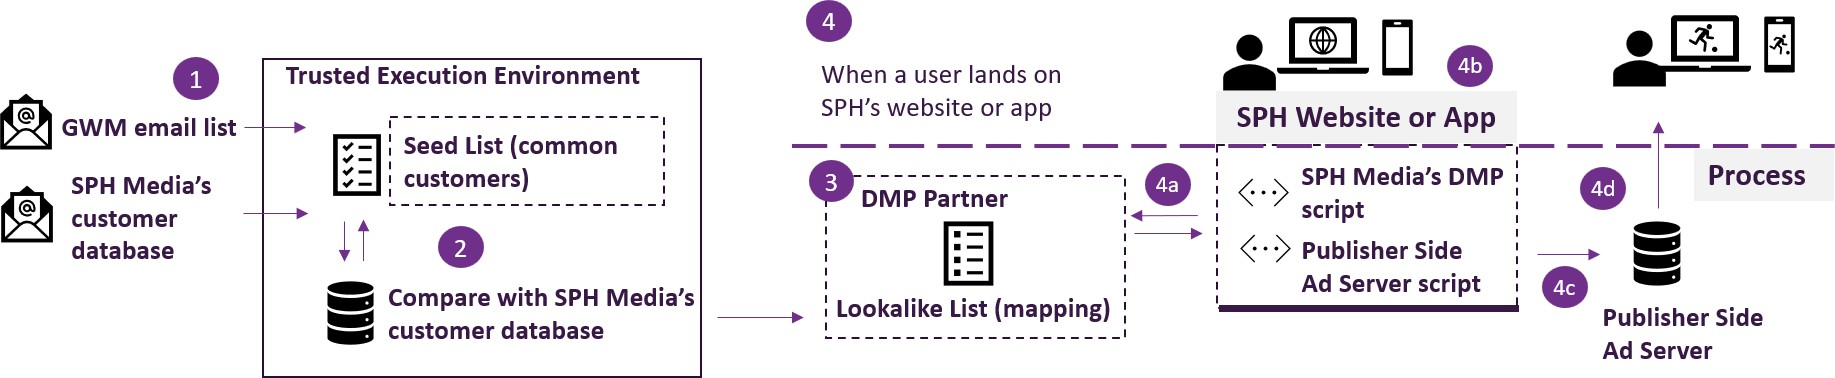 1
GWM email list
SPH Media's
customer
database
Trusted Execution Environment
Seed List (common
customers)
2
Compare with SPH Media's
customer database
3
DMP Partner
Lookalike List (mapping)
4
When a user lands on
SPH's website or app
4a
4b
SPH Website or App
SPH Media's DMP
script
Publisher Side
Ad Server script
4c
4d
Process
Publisher Side
Ad Server